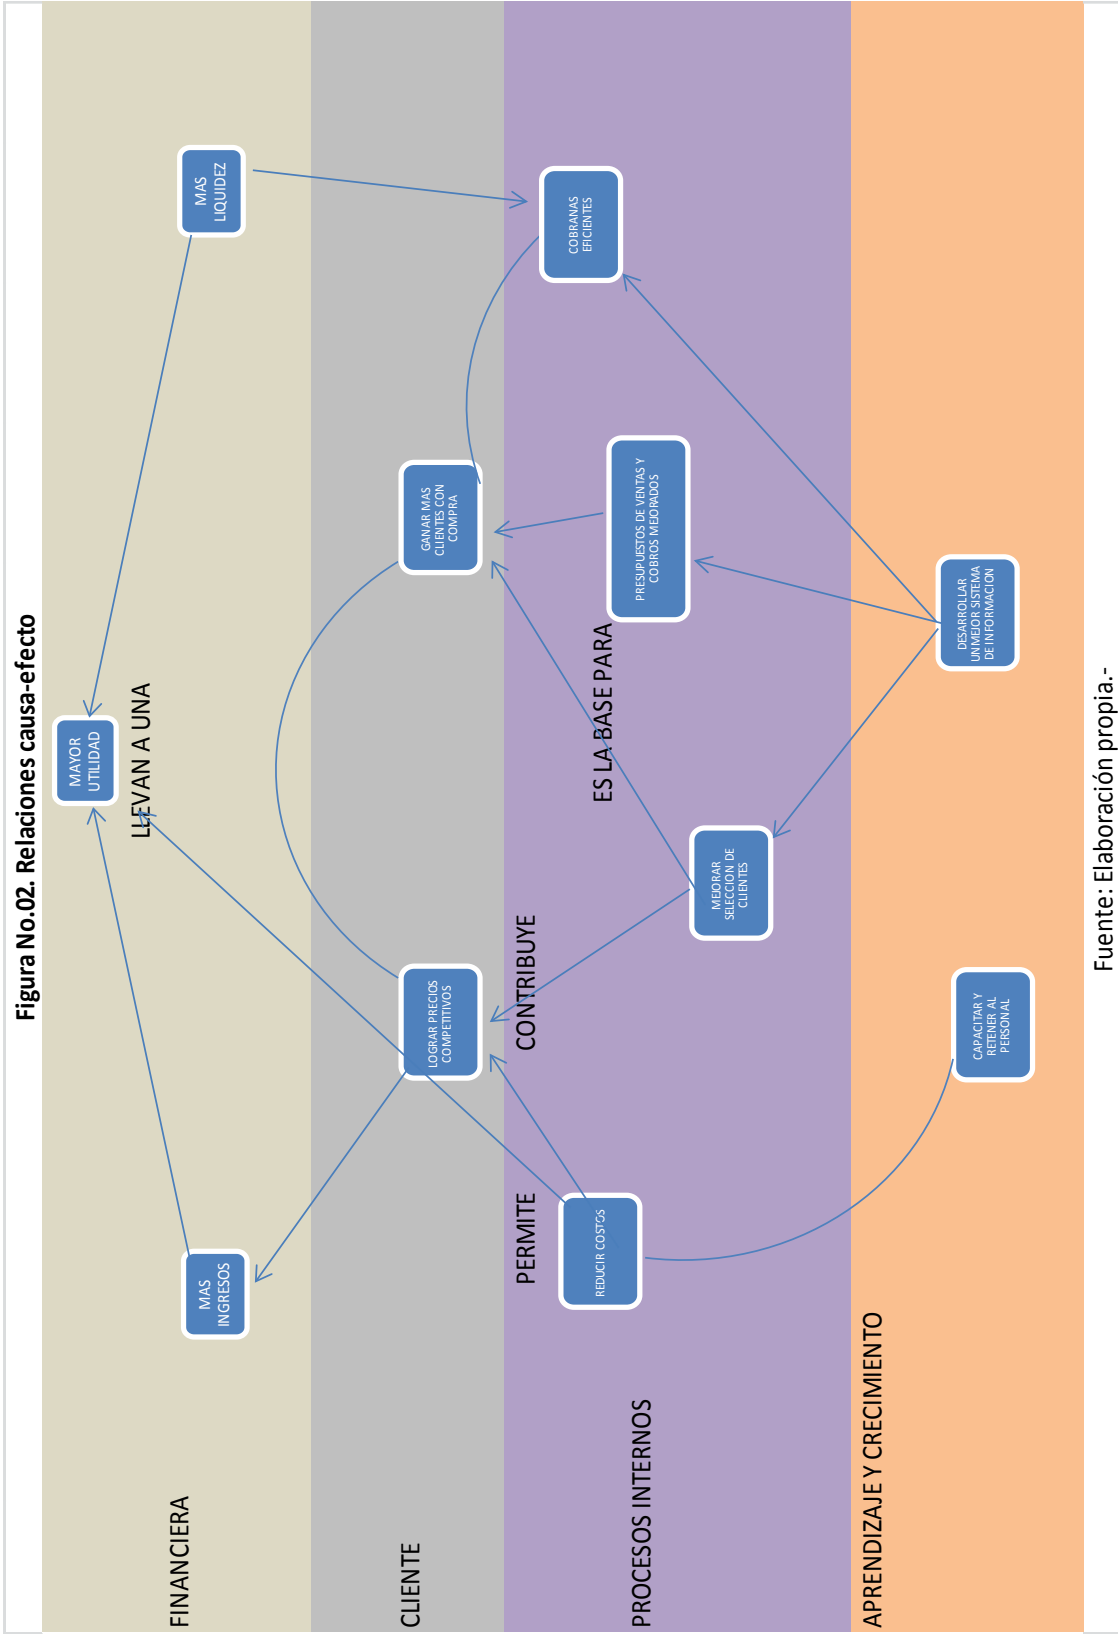 Figura No.02. Relaciones causa-efecto
FINANCIERA
MAYOR
UTILIDAD
LLEVAN A UNA
MAS
INGRESOS
MAS
LIQUIDEZ
CLIENTE
LOGRAR PRECIOS
COMPETITIVOS
GANAR MAS
CLIENTES CON
COMPRA
PROCESOS INTERNOS
PERMITE
CONTRIBUYE
ES LA BASE PARA
REDUCIR COSTOS
MEJORAR
SELECCION DE
CLIENTES
PRESUPUESTOS DE VENTAS Y
COBROS MEJORADOS
COBRANAS
EFICIENTES
APRENDIZAJE Y CRECIMIENTO
CAPACITAR Y
RETENER AL
PERSONAL
DESARROLLAR
UN MEJOR SISTEMA
DE INFORMACION
Fuente: Elaboración propia.-